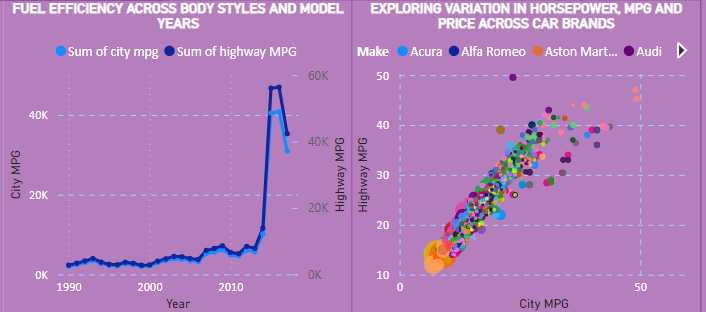 FUEL EFFICIENCY ACROSS BODY STYLES AND MODEL
YEARS
Sum of city mpg Sum of highway MPG
60K
40K
40K
20K
20K
0K
0K
City MPG
Highway MPG
1990 2000 2010
Year
EXPLORING VARIATION IN HORSEPOWER, MPG AND
PRICE ACROSS CAR BRANDS
Make Acura Alfa Romeo Aston Mart... Audi
50
40
30
20
10
Highway MPG
0 50
City MPG